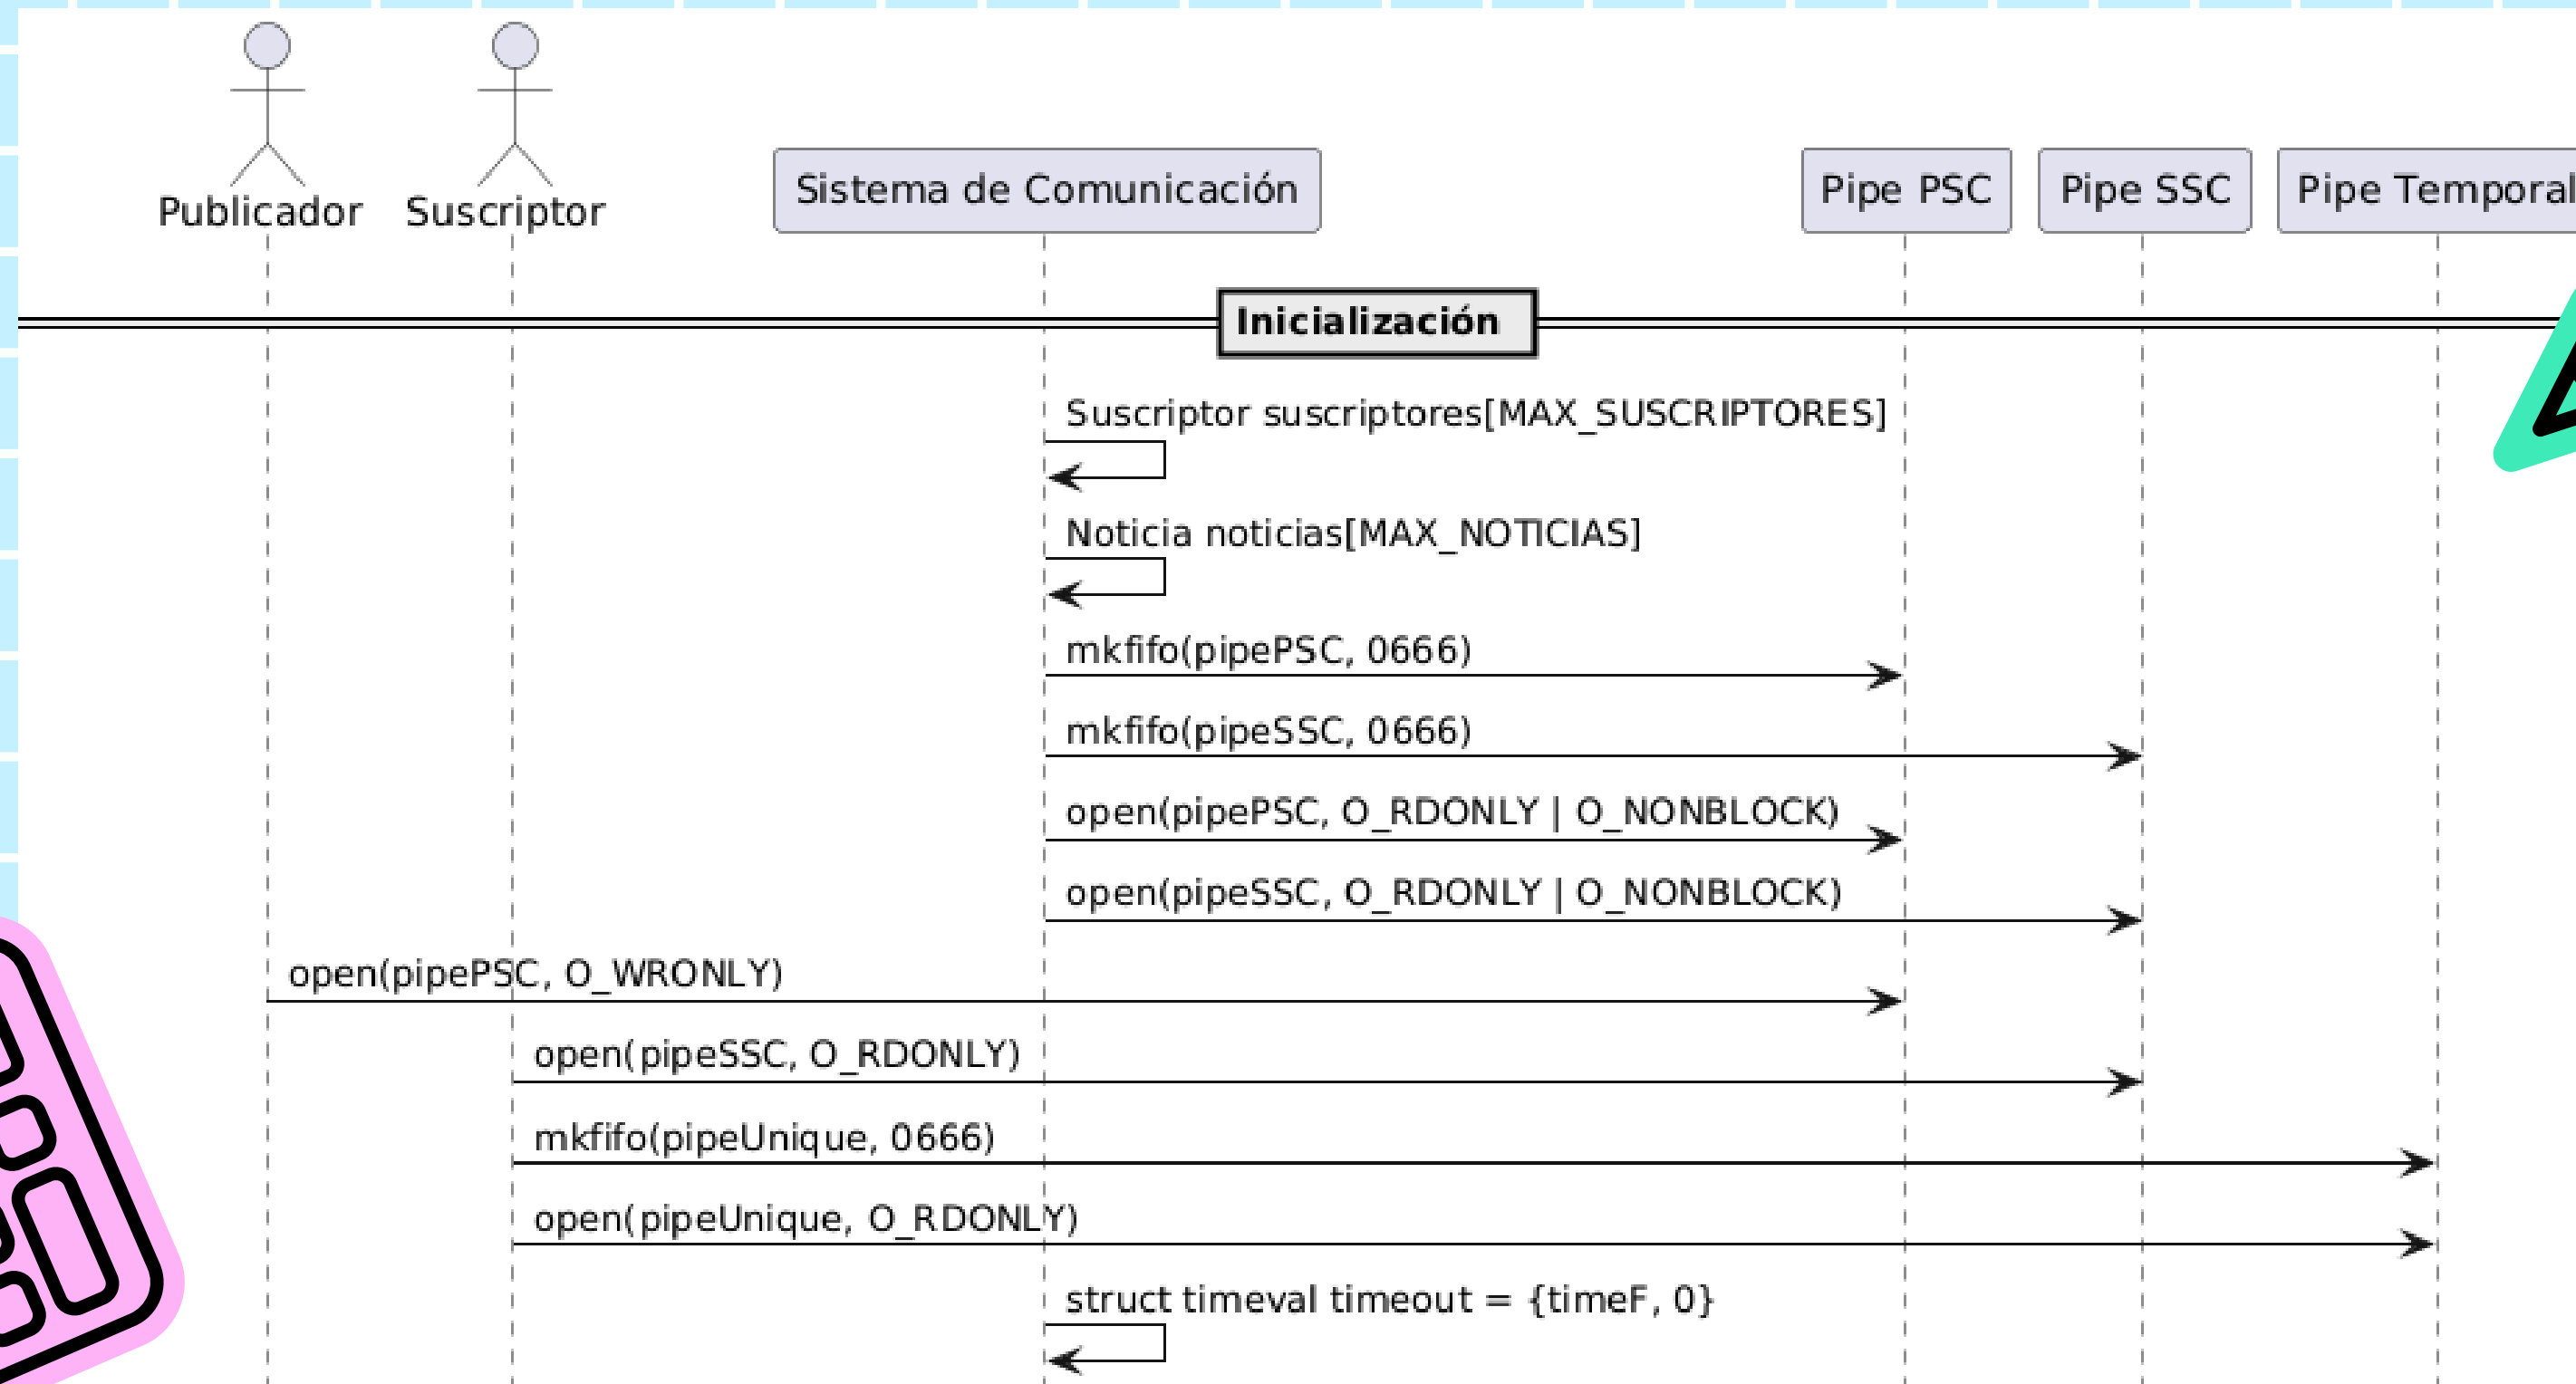 Publicador
Suscriptor
Sistema de Comunicación
Pipe PSC
Pipe SSC
Pipe Temporal
Inicialización
Suscriptor suscriptores[MAX_SUSCRIPTORES]
Noticia noticias[MAX_NOTICIAS]
mkfifo(pipePSC, 0666)
mkfifo(pipeSSC, 0666)
open(pipePSC, O_RDONLY | O_NONBLOCK)
open(pipeSSC, O_RDONLY | O_NONBLOCK)
open(pipePSC, O_WRONLY)
open(pipeSSC, O_RDONLY)
mkfifo(pipeUnique, 0666)
open(pipeUnique, O_RDONLY)
struct timeval timeout = {timeF, 0}